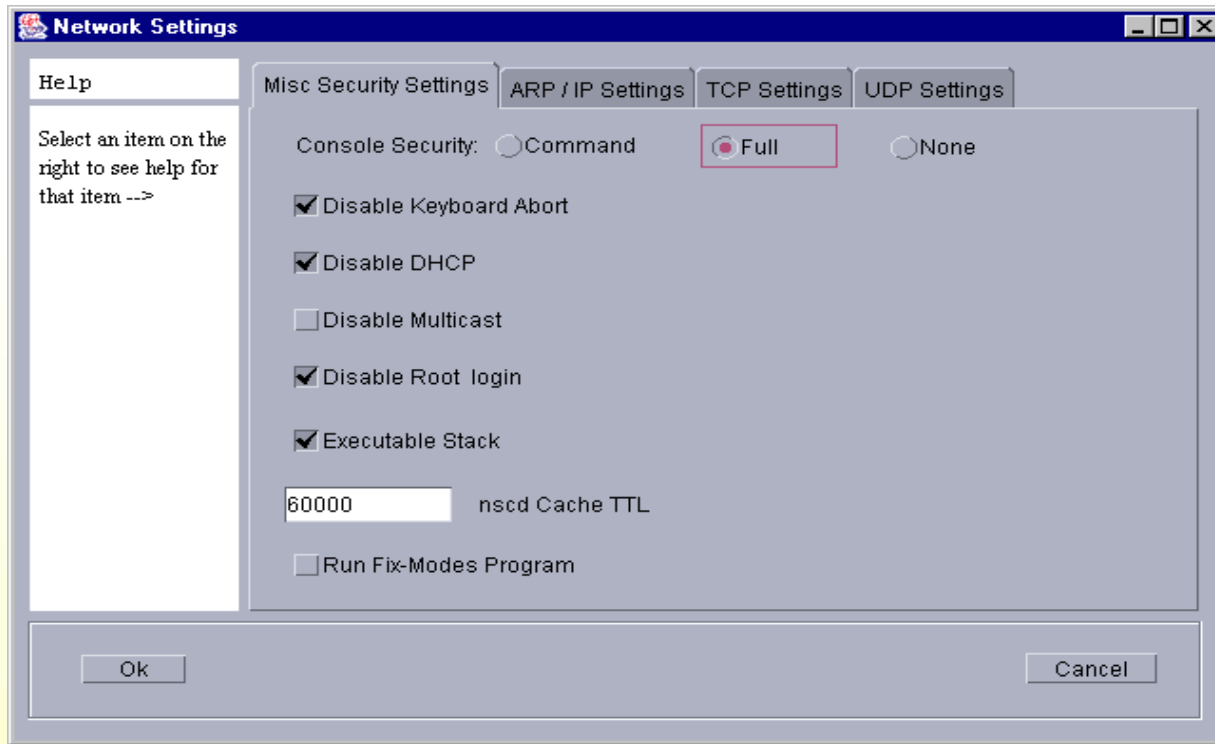 Network Settings
Help
Select an item on the
right to see help for
that item -->
Misc Security Settings
ARP / IP Settings
TCP Settings
UDP Settings
Console Security:
Command
Full
None
Disable Keyboard Abort
Disable DHCP
Disable Multicast
Disable Root login
Executable Stack
60000
nscd Cache TTL
Run Fix-Modes Program
Ok
Cancel